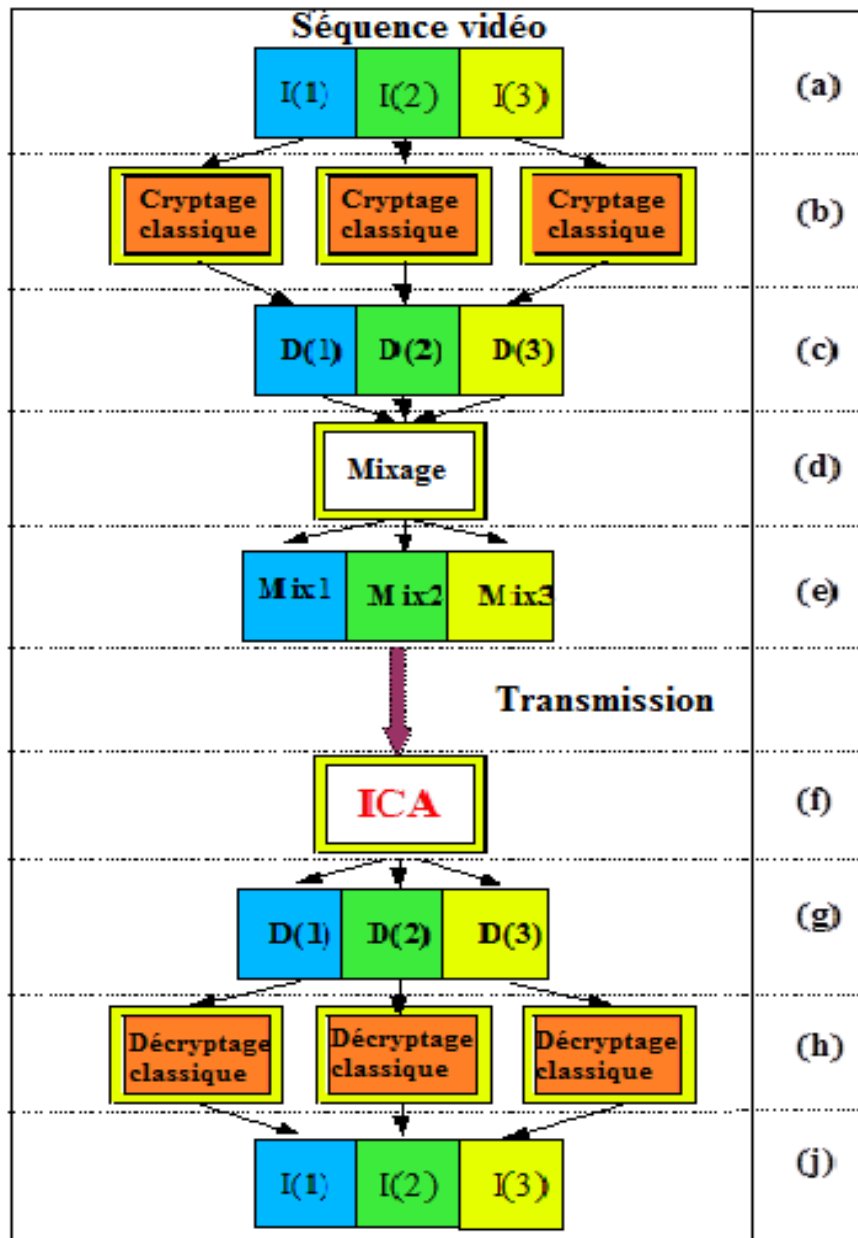 Séquence vidéo
I(1) I(2) I(3) (a)
Cryptage classique Cryptage classique Cryptage classique (b)
D(1) D(2) D(3) (c)
Mixage (d)
Mix1 Mix2 Mix3 (e)
Transmission
ICA (f)
D(1) D(2) D(3) (g)
Décryptage classique Décryptage classique Décryptage classique (h)
I(1) I(2) I(3) (j)